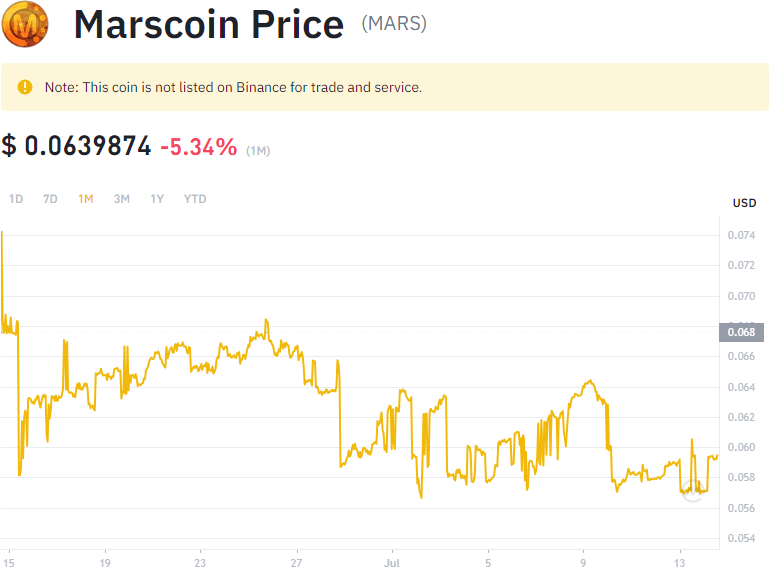 Marscoin Price (MARS)
Note: This coin is not listed on Binance for trade and service.
$ 0.0639874 -5.34% (1M)
1D 7D 1M 3M 1Y YTD
USD
0.074
0.072
0.070
0.068
0.066
0.064
0.062
0.060
0.058
0.056
0.054
15 19 23 27 Jul 5 9 13